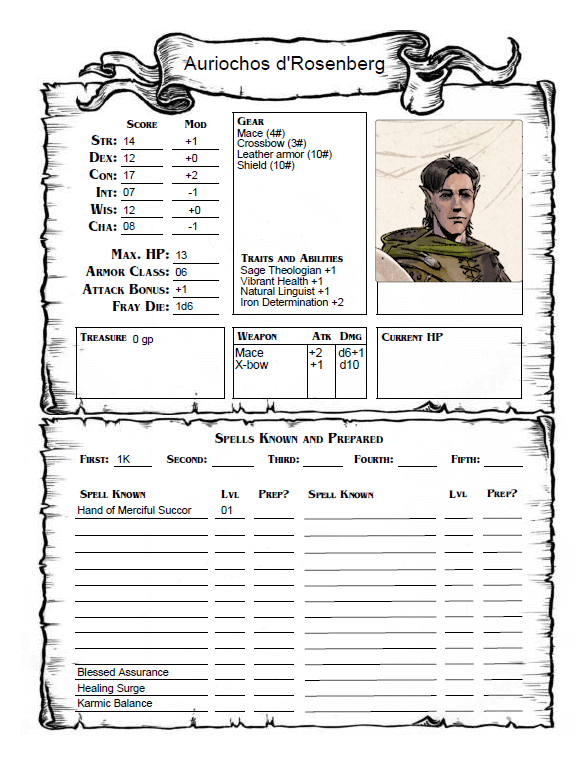 Auriochos d'Rosenberg
Score Mod
Str: 14 +1
Dex: 12 +0
Con: 17 +2
Int: 07 -1
Wis: 12 +0
Cha: 08 -1
Max. HP: 13
Armor Class: 06
Attack Bonus: +1
Fray Die: 1d6
Gear
Mace (4#)
Crossbow (3#)
Leather armor (10#)
Shield (10#)
Traits and Abilities
Sage Theologian +1
Vibrant Health +1
Natural Linguist +1
Iron Determination +2
Treasure 0 gp
Weapon Atk Dmg
Mace +2 d6+1
X-bow +1 d10
Current HP
Spells Known and Prepared
First: 1K Second: Third: Fourth: Fifth:
Spell Known Lvl Prep? Spell Known Lvl Prep?
Hand of Merciful Succor 01
Blessed Assurance
Healing Surge
Karmic Balance